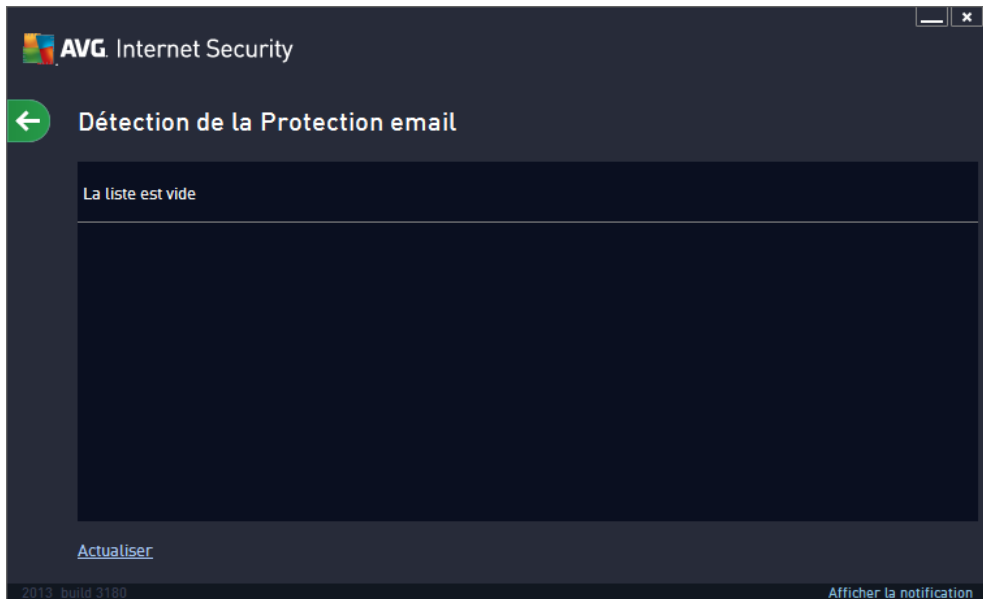 AVG. Internet Security
Détection de la Protection email
La liste est vide
Actualiser
2013 build 3180
Afficher la notification